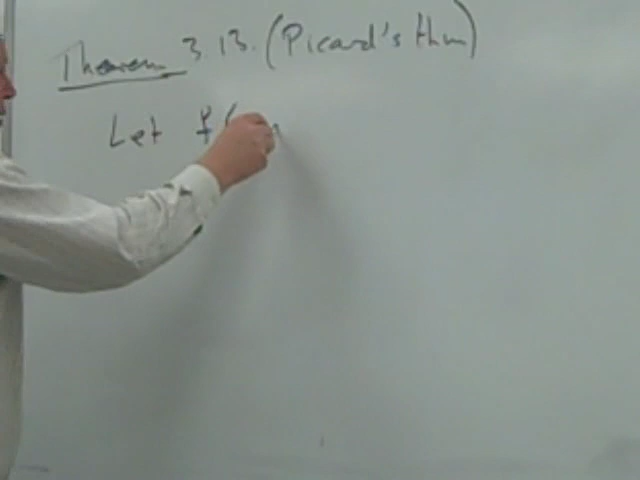 Theorem 3.13. (Picard's thm)
Let f(